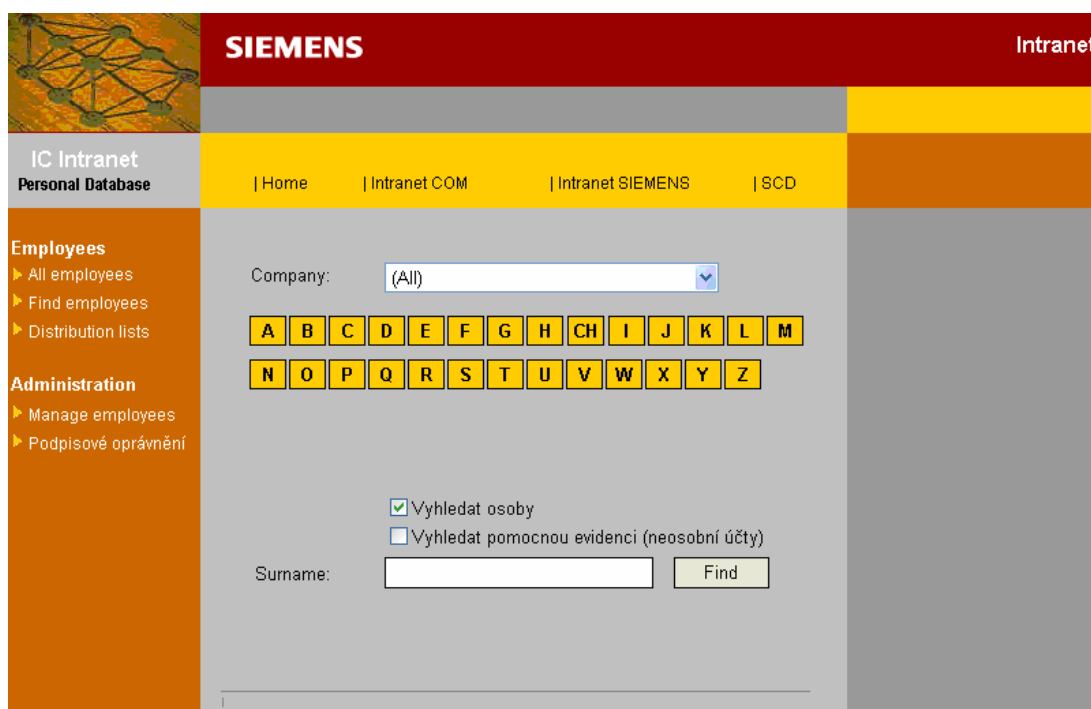 SIEMENS
Intranet
IC Intranet
Personal Database
| Home | Intranet COM | Intranet SIEMENS | SCD
Employees
All employees
Find employees
Distribution lists
Administration
Manage employees
Podpisové oprávnění
Company: (All)
A B C D E F G H CH I J K L M
N O P Q R S T U V W X Y Z
Vyhledat osoby
Vyhledat pomocnou evidenci (neosobní účty)
Surname: Find